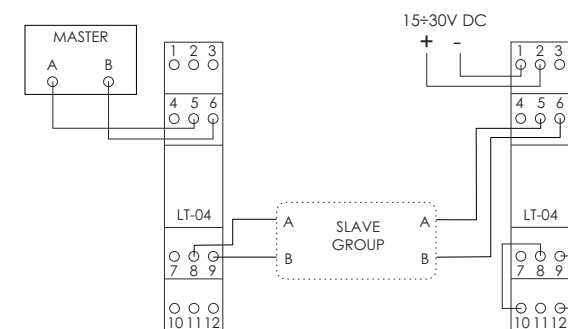 MASTER
A B
15÷30V DC
+ -
1 2 3
4 5 6
LT-04
7 8 9
10 11 12
A SLAVE GROUP A
B B
1 2 3
4 5 6
LT-04
7 8 9
10 11 12